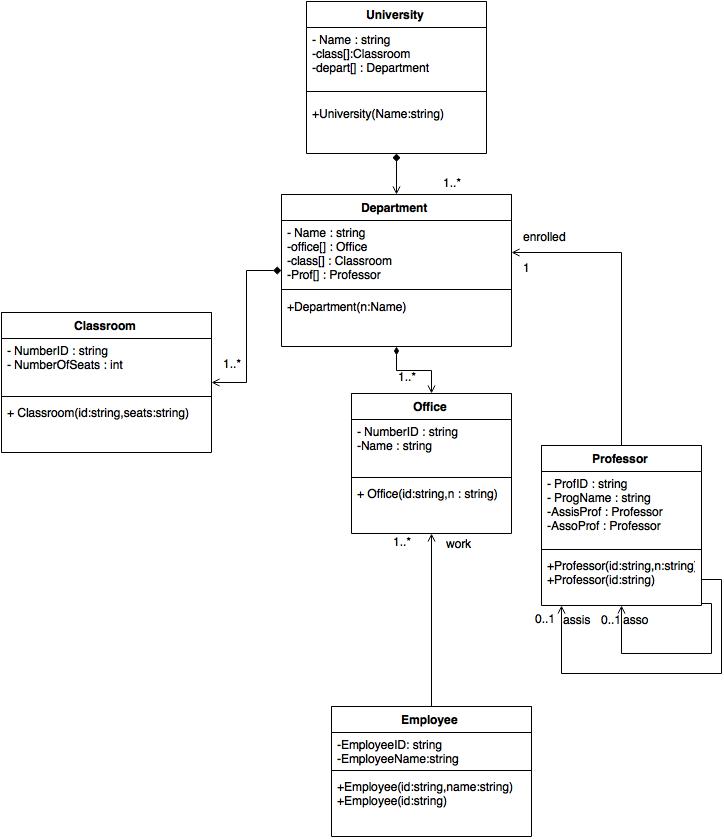 University
- Name : string
-class[]:Classroom
-depart[] : Department
+University(Name:string)
1..*
Department
- Name : string
-office[] : Office
-class[] : Classroom
-Prof[] : Professor
+Department(n:Name)
enrolled
1
Classroom
- NumberID : string
- NumberOfSeats : int
+ Classroom(id:string,seats:string)
1..*
1..*
Office
- NumberID : string
-Name : string
+ Office(id:string,n : string)
1..*
work
Professor
- ProfID : string
- ProgName : string
-AssisProf : Professor
-AssoProf : Professor
+Professor(id:string,n:string
+Professor(id:string)
0..1 assis
0..1 asso
Employee
-EmployeeID: string
-EmployeeName:string
+Employee(id:string,name:string)
+Employee(id:string)